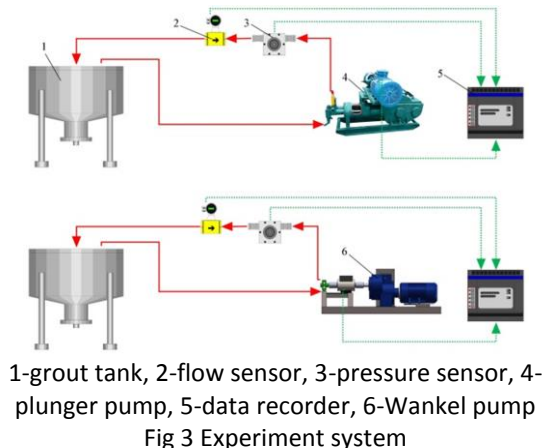 1
2
3
4
5
6
1-grout tank, 2-flow sensor, 3-pressure sensor, 4-
plunger pump, 5-data recorder, 6-Wankel pump
Fig 3 Experiment system